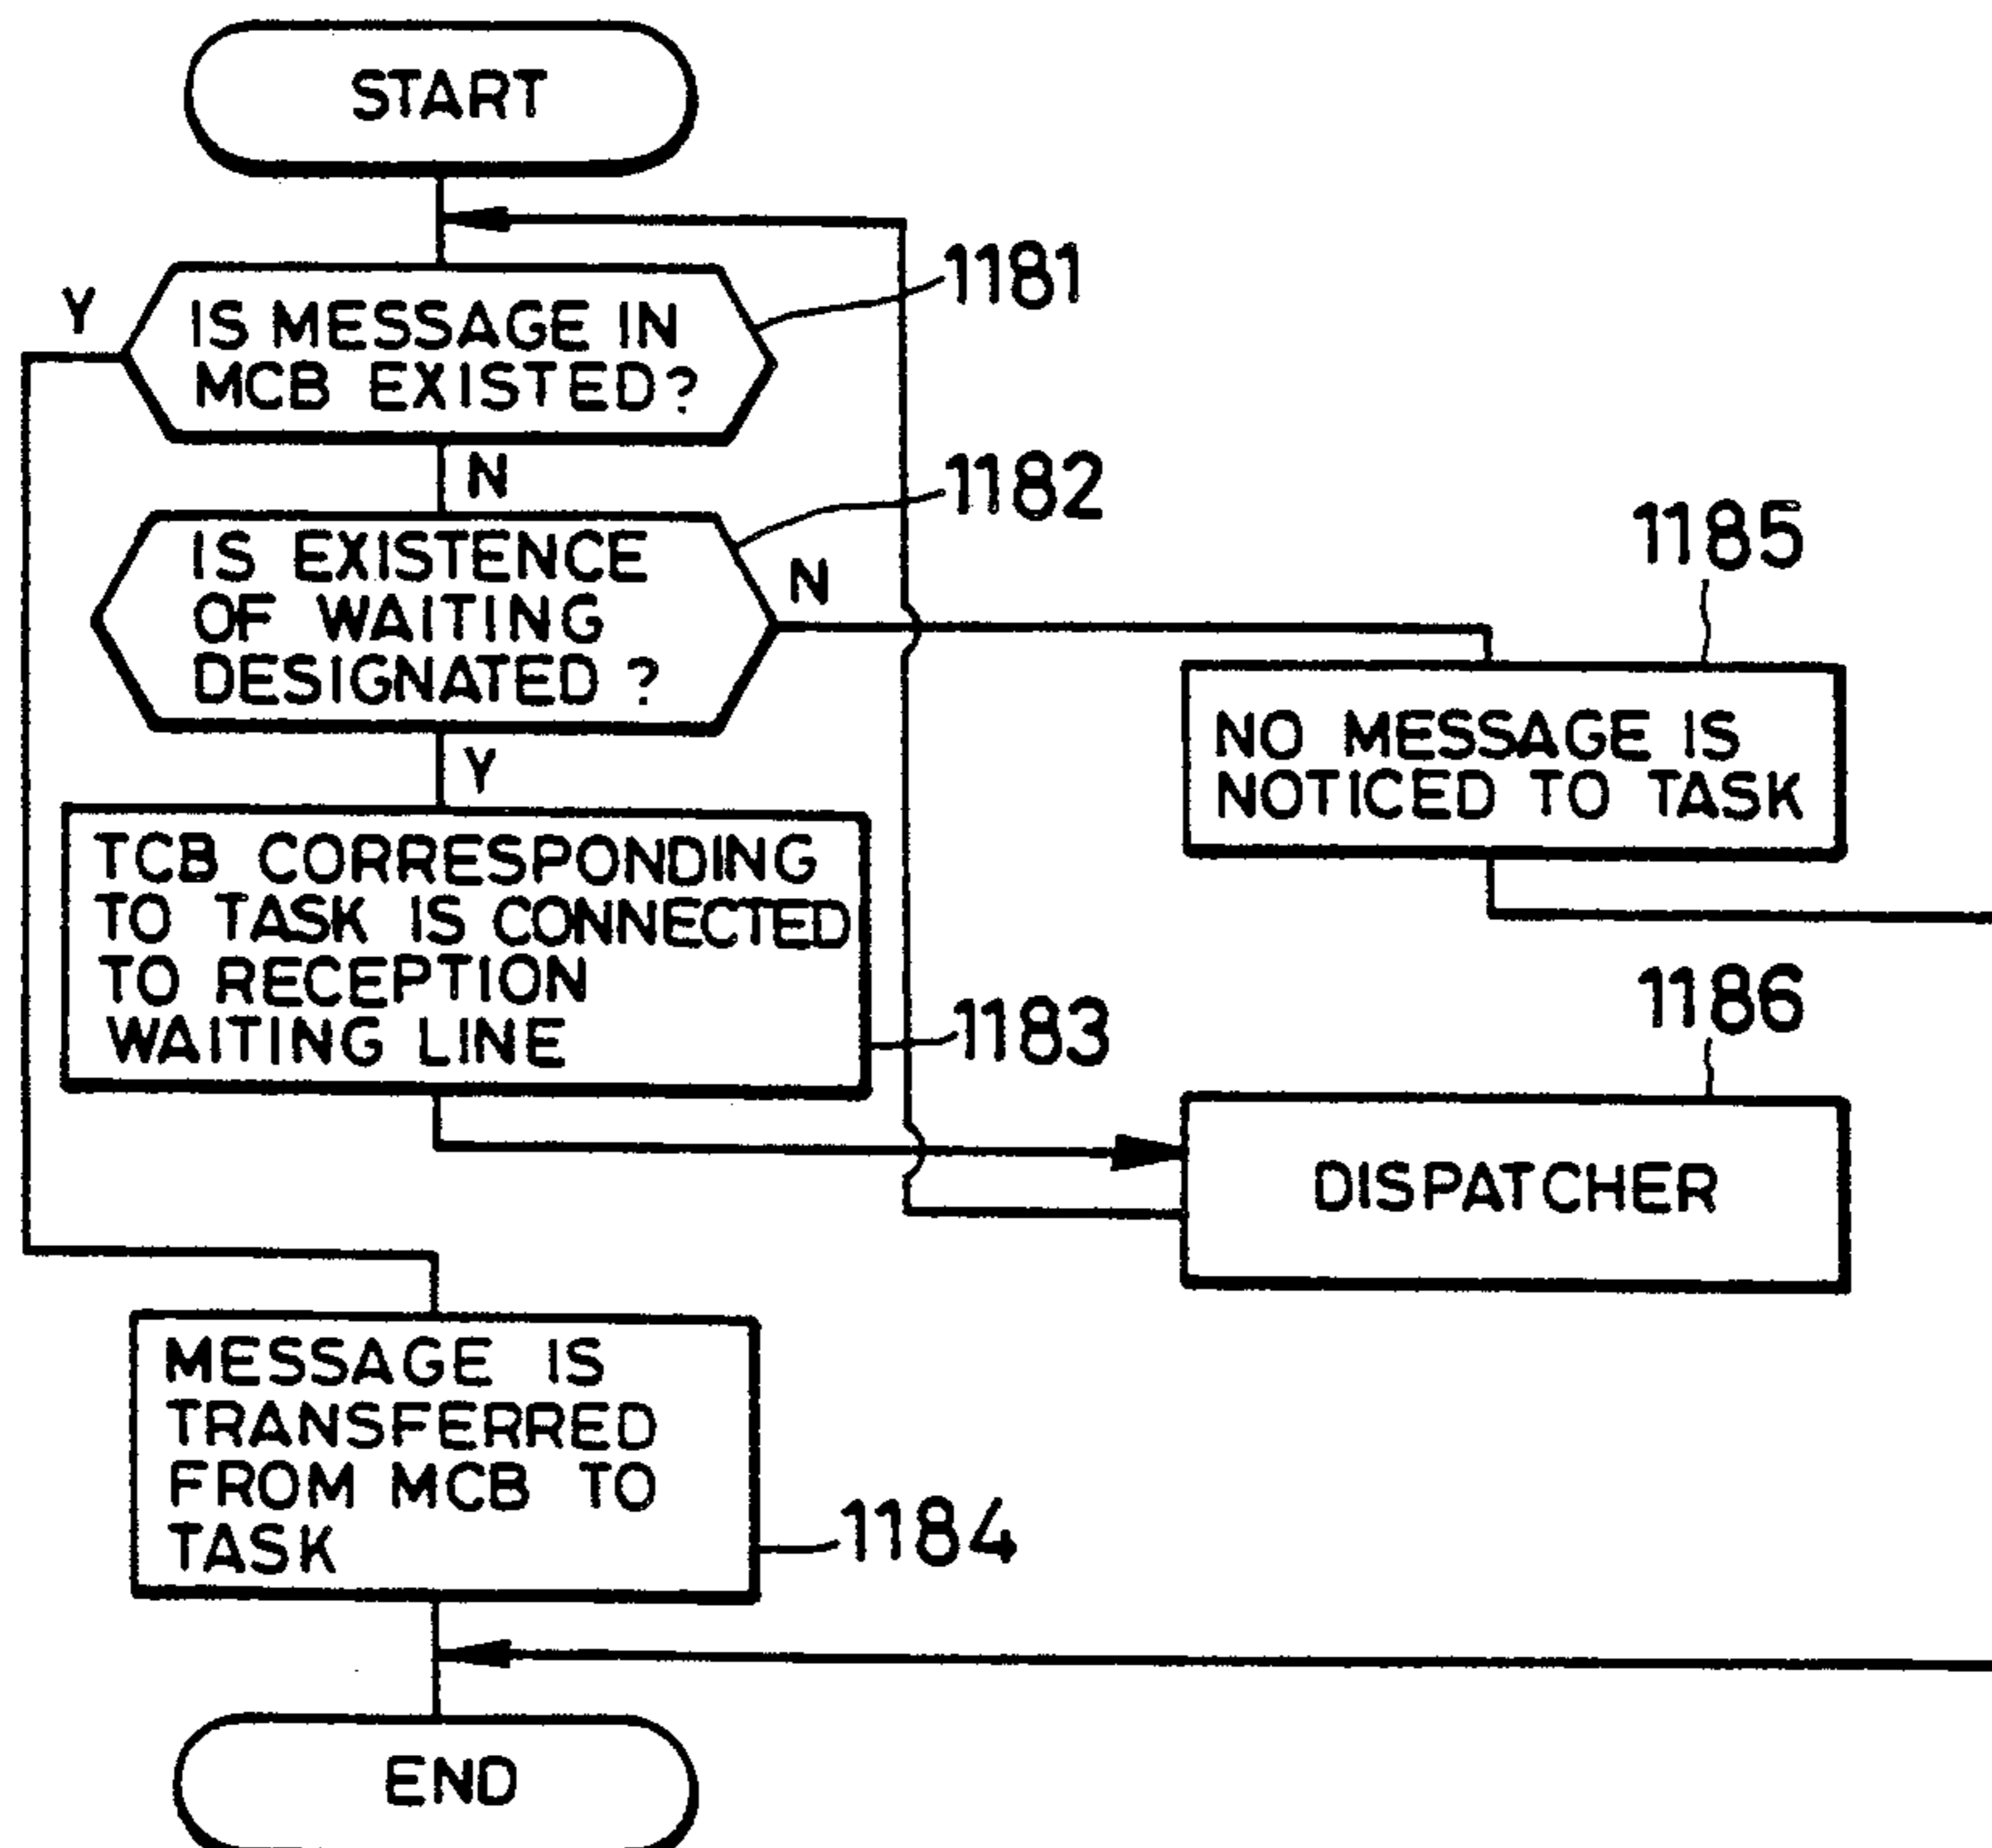 START
1181
Y
IS MESSAGE IN
MCB EXISTED?
N
1182
IS EXISTENCE
OF WAITING
DESIGNATED ?
N
1185
Y
NO MESSAGE IS
NOTICED TO TASK
TCB CORRESPONDING
TO TASK IS CONNECTED
TO RECEPTION
WAITING LINE
1183
1186
DISPATCHER
MESSAGE IS
TRANSFERRED
FROM MCB TO
TASK
1184
END